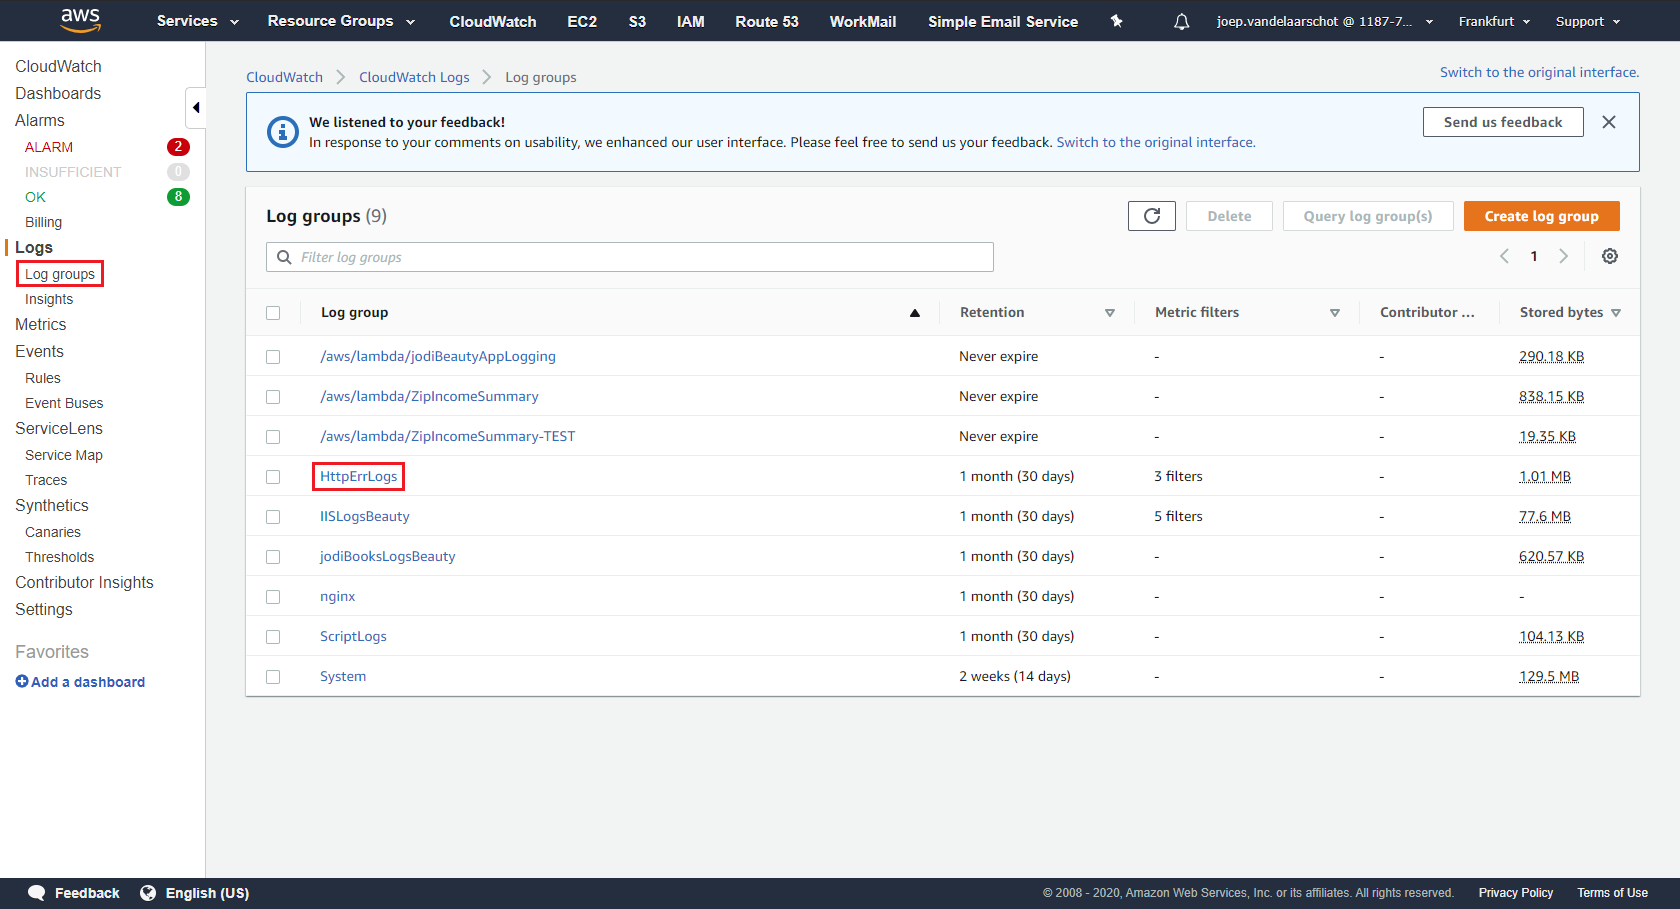 aws Services Resource Groups CloudWatch EC2 S3 IAM Route 53 WorkMail Simple Email Service joep.vandelaarschot @ 1187-7... Frankfurt Support
CloudWatch
Dashboards
Alarms
ALARM 2
INSUFFICIENT 0
OK 8
Billing
Logs
Log groups
Insights
Metrics
Events
Rules
Event Buses
ServiceLens
Service Map
Traces
Synthetics
Canaries
Thresholds
Contributor Insights
Settings
Favorites
Add a dashboard
CloudWatch CloudWatch Logs Log groups
Switch to the original interface.
We listened to your feedback!
In response to your comments on usability, we enhanced our user interface. Please feel free to send us your feedback. Switch to the original interface.
Send us feedback
Log groups (9)
Delete Query log group(s) Create log group
Filter log groups
1
Log group Retention Metric filters Contributor ... Stored bytes
/aws/lambda/jodiBeautyAppLogging Never expire - - 290.18 KB
/aws/lambda/ZipIncomeSummary Never expire - - 838.15 KB
/aws/lambda/ZipIncomeSummary-TEST Never expire - - 19.35 KB
HttpErrLogs 1 month (30 days) 3 filters - 1.01 MB
IISLogsBeauty 1 month (30 days) 5 filters - 77.6 MB
jodiBooksLogsBeauty 1 month (30 days) - - 620.57 KB
nginx 1 month (30 days) - - -
ScriptLogs 1 month (30 days) - - 104.13 KB
System 2 weeks (14 days) - - 129.5 MB
Feedback English (US) © 2008 - 2020, Amazon Web Services, Inc. or its affiliates. All rights reserved. Privacy Policy Terms of Use